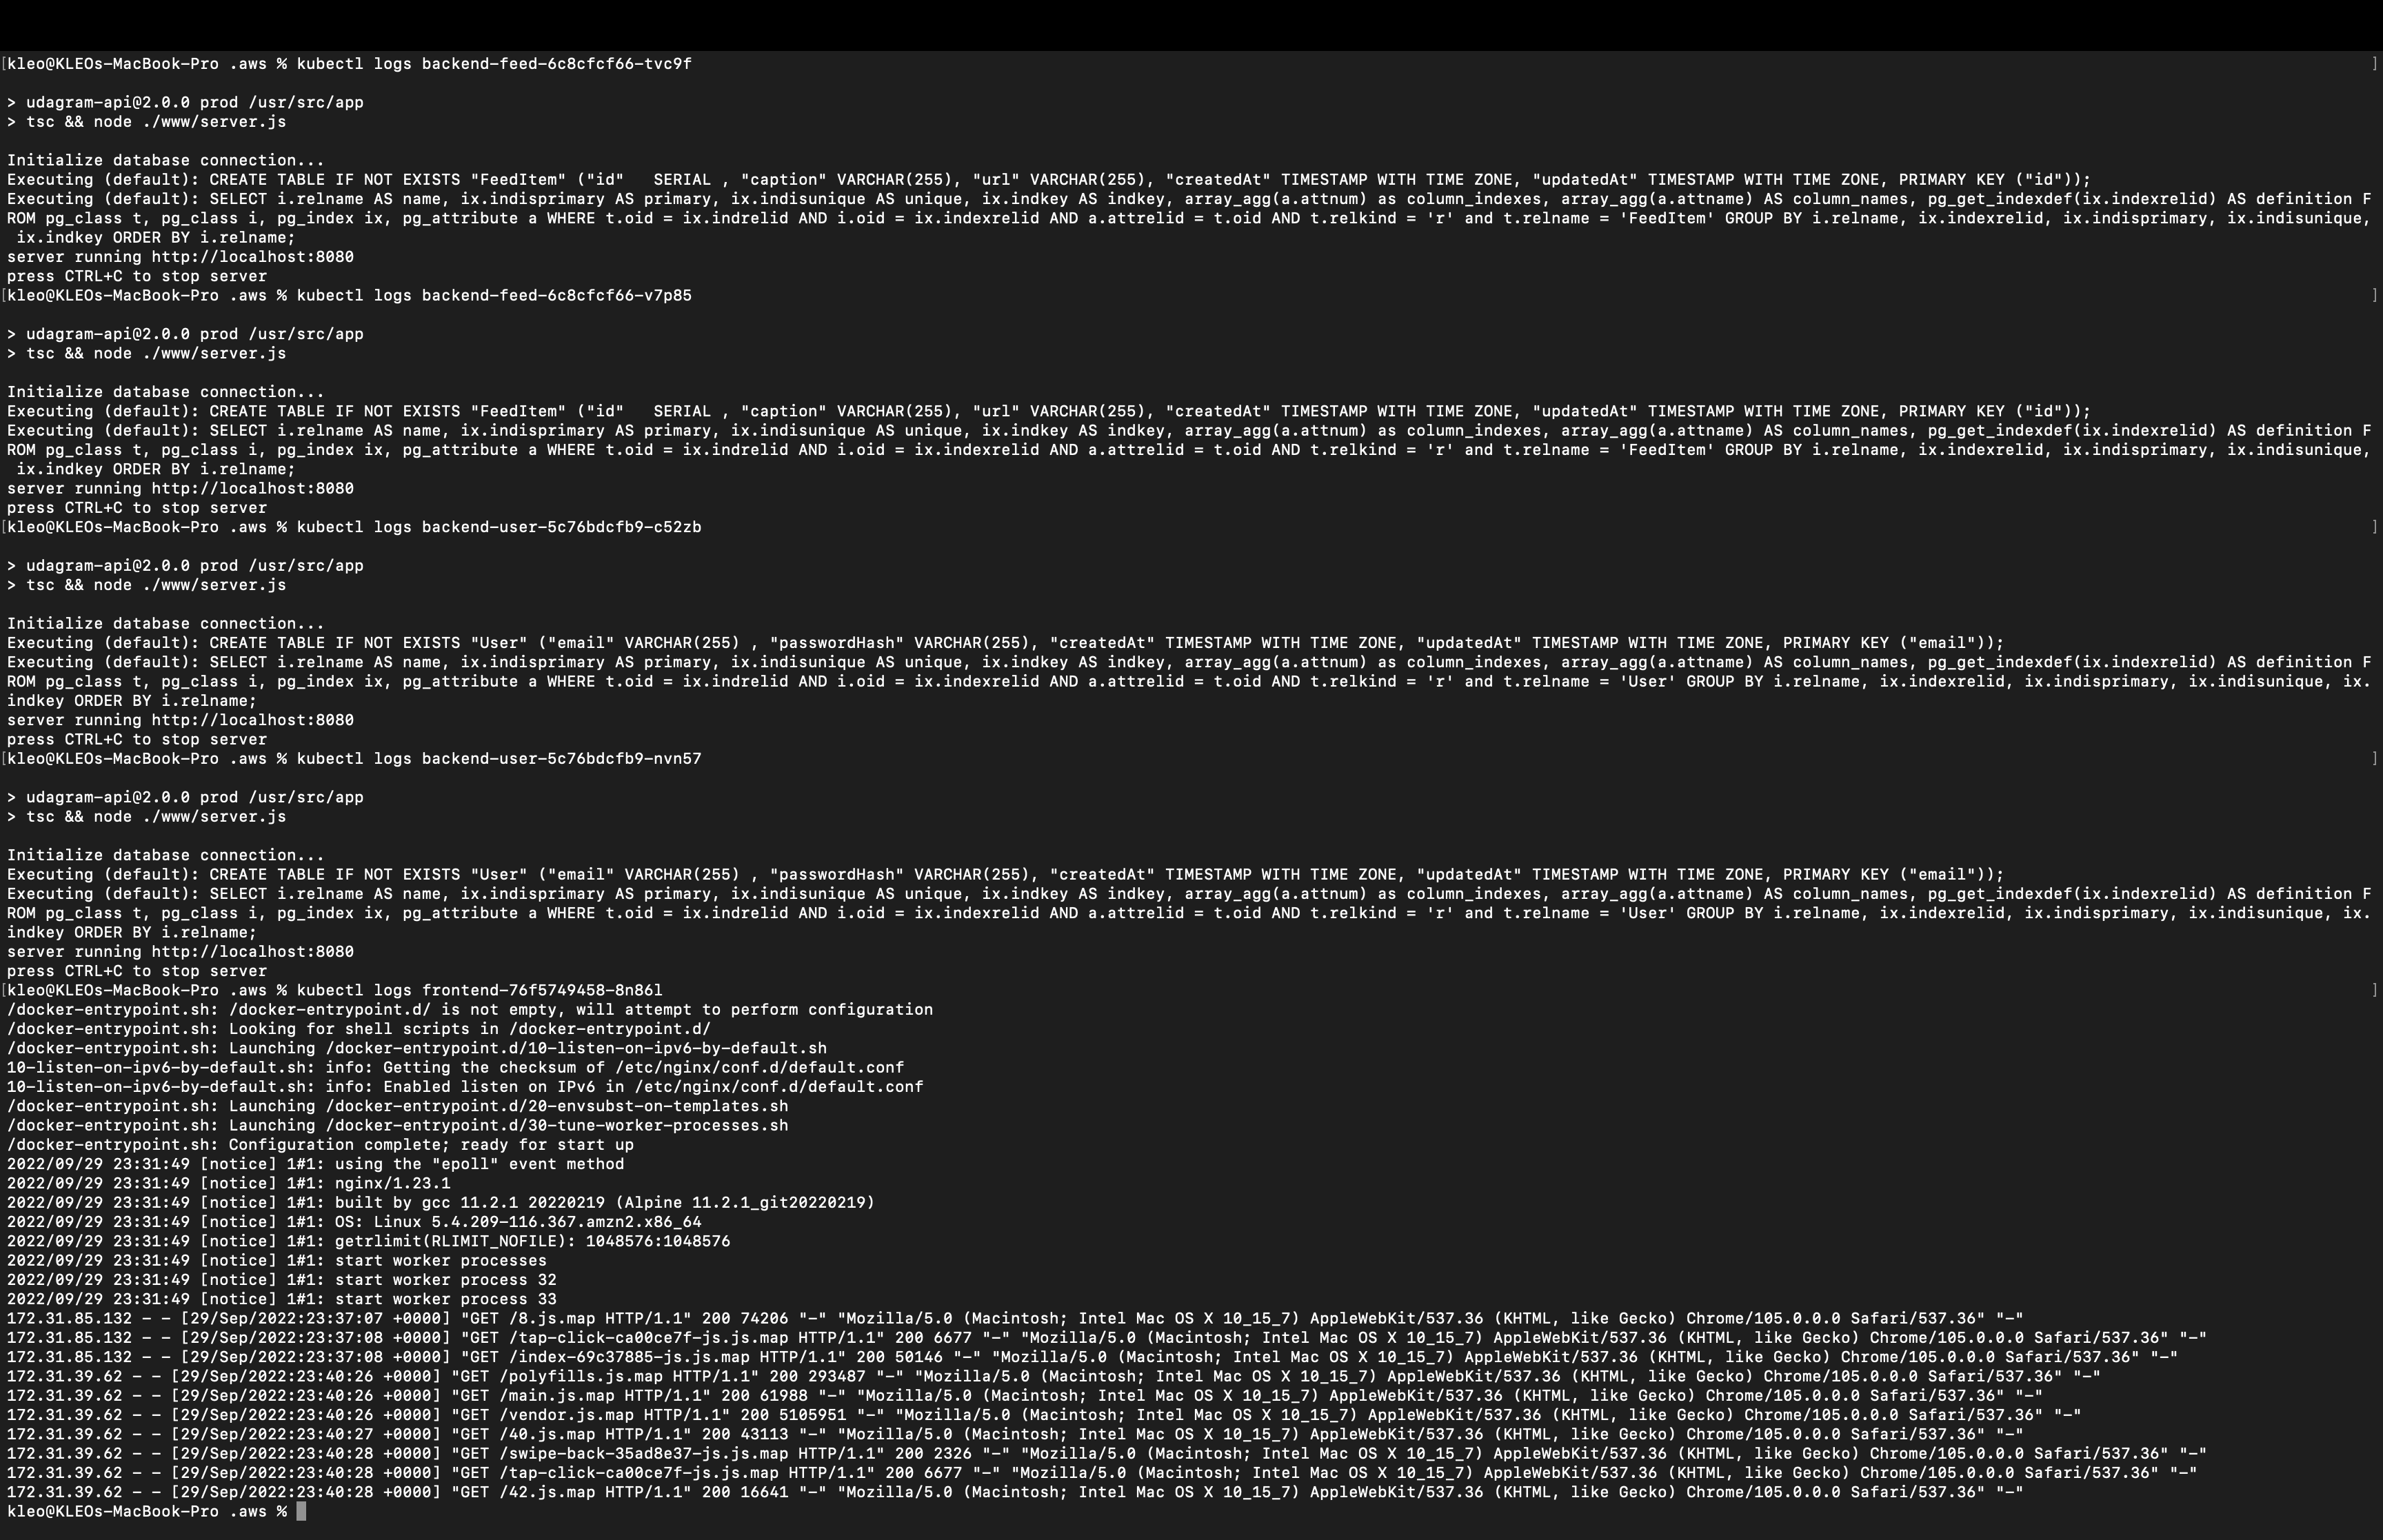 [kleo@KLEOs-MacBook-Pro .aws % kubectl logs backend-feed-6c8cfcf66-tvc9f ]
> udagram-api@2.0.0 prod /usr/src/app
> tsc && node ./www/server.js
Initialize database connection...
Executing (default): CREATE TABLE IF NOT EXISTS "FeedItem" ("id"   SERIAL , "caption" VARCHAR(255), "url" VARCHAR(255), "createdAt" TIMESTAMP WITH TIME ZONE, "updatedAt" TIMESTAMP WITH TIME ZONE, PRIMARY KEY ("id"));
Executing (default): SELECT i.relname AS name, ix.indisprimary AS primary, ix.indisunique AS unique, ix.indkey AS indkey, array_agg(a.attnum) as column_indexes, array_agg(a.attname) AS column_names, pg_get_indexdef(ix.indexrelid) AS definition F
ROM pg_class t, pg_class i, pg_index ix, pg_attribute a WHERE t.oid = ix.indrelid AND i.oid = ix.indexrelid AND a.attrelid = t.oid AND t.relkind = 'r' and t.relname = 'FeedItem' GROUP BY i.relname, ix.indexrelid, ix.indisprimary, ix.indisunique,
ix.indkey ORDER BY i.relname;
server running http://localhost:8080
press CTRL+C to stop server
[kleo@KLEOs-MacBook-Pro .aws % kubectl logs backend-feed-6c8cfcf66-v7p85 ]
> udagram-api@2.0.0 prod /usr/src/app
> tsc && node ./www/server.js
Initialize database connection...
Executing (default): CREATE TABLE IF NOT EXISTS "FeedItem" ("id"   SERIAL , "caption" VARCHAR(255), "url" VARCHAR(255), "createdAt" TIMESTAMP WITH TIME ZONE, "updatedAt" TIMESTAMP WITH TIME ZONE, PRIMARY KEY ("id"));
Executing (default): SELECT i.relname AS name, ix.indisprimary AS primary, ix.indisunique AS unique, ix.indkey AS indkey, array_agg(a.attnum) as column_indexes, array_agg(a.attname) AS column_names, pg_get_indexdef(ix.indexrelid) AS definition F
ROM pg_class t, pg_class i, pg_index ix, pg_attribute a WHERE t.oid = ix.indrelid AND i.oid = ix.indexrelid AND a.attrelid = t.oid AND t.relkind = 'r' and t.relname = 'FeedItem' GROUP BY i.relname, ix.indexrelid, ix.indisprimary, ix.indisunique,
ix.indkey ORDER BY i.relname;
server running http://localhost:8080
press CTRL+C to stop server
[kleo@KLEOs-MacBook-Pro .aws % kubectl logs backend-user-5c76bdcfb9-c52zb ]
> udagram-api@2.0.0 prod /usr/src/app
> tsc && node ./www/server.js
Initialize database connection...
Executing (default): CREATE TABLE IF NOT EXISTS "User" ("email" VARCHAR(255) , "passwordHash" VARCHAR(255), "createdAt" TIMESTAMP WITH TIME ZONE, "updatedAt" TIMESTAMP WITH TIME ZONE, PRIMARY KEY ("email"));
Executing (default): SELECT i.relname AS name, ix.indisprimary AS primary, ix.indisunique AS unique, ix.indkey AS indkey, array_agg(a.attnum) as column_indexes, array_agg(a.attname) AS column_names, pg_get_indexdef(ix.indexrelid) AS definition F
ROM pg_class t, pg_class i, pg_index ix, pg_attribute a WHERE t.oid = ix.indrelid AND i.oid = ix.indexrelid AND a.attrelid = t.oid AND t.relkind = 'r' and t.relname = 'User' GROUP BY i.relname, ix.indexrelid, ix.indisprimary, ix.indisunique, ix.
indkey ORDER BY i.relname;
server running http://localhost:8080
press CTRL+C to stop server
[kleo@KLEOs-MacBook-Pro .aws % kubectl logs backend-user-5c76bdcfb9-nvn57 ]
> udagram-api@2.0.0 prod /usr/src/app
> tsc && node ./www/server.js
Initialize database connection...
Executing (default): CREATE TABLE IF NOT EXISTS "User" ("email" VARCHAR(255) , "passwordHash" VARCHAR(255), "createdAt" TIMESTAMP WITH TIME ZONE, "updatedAt" TIMESTAMP WITH TIME ZONE, PRIMARY KEY ("email"));
Executing (default): SELECT i.relname AS name, ix.indisprimary AS primary, ix.indisunique AS unique, ix.indkey AS indkey, array_agg(a.attnum) as column_indexes, array_agg(a.attname) AS column_names, pg_get_indexdef(ix.indexrelid) AS definition F
ROM pg_class t, pg_class i, pg_index ix, pg_attribute a WHERE t.oid = ix.indrelid AND i.oid = ix.indexrelid AND a.attrelid = t.oid AND t.relkind = 'r' and t.relname = 'User' GROUP BY i.relname, ix.indexrelid, ix.indisprimary, ix.indisunique, ix.
indkey ORDER BY i.relname;
server running http://localhost:8080
press CTRL+C to stop server
[kleo@KLEOs-MacBook-Pro .aws % kubectl logs frontend-76f5749458-8n86l ]
/docker-entrypoint.sh: /docker-entrypoint.d/ is not empty, will attempt to perform configuration
/docker-entrypoint.sh: Looking for shell scripts in /docker-entrypoint.d/
/docker-entrypoint.sh: Launching /docker-entrypoint.d/10-listen-on-ipv6-by-default.sh
10-listen-on-ipv6-by-default.sh: info: Getting the checksum of /etc/nginx/conf.d/default.conf
10-listen-on-ipv6-by-default.sh: info: Enabled listen on IPv6 in /etc/nginx/conf.d/default.conf
/docker-entrypoint.sh: Launching /docker-entrypoint.d/20-envsubst-on-templates.sh
/docker-entrypoint.sh: Launching /docker-entrypoint.d/30-tune-worker-processes.sh
/docker-entrypoint.sh: Configuration complete; ready for start up
2022/09/29 23:31:49 [notice] 1#1: using the "epoll" event method
2022/09/29 23:31:49 [notice] 1#1: nginx/1.23.1
2022/09/29 23:31:49 [notice] 1#1: built by gcc 11.2.1 20220219 (Alpine 11.2.1_git20220219)
2022/09/29 23:31:49 [notice] 1#1: OS: Linux 5.4.209-116.367.amzn2.x86_64
2022/09/29 23:31:49 [notice] 1#1: getrlimit(RLIMIT_NOFILE): 1048576:1048576
2022/09/29 23:31:49 [notice] 1#1: start worker processes
2022/09/29 23:31:49 [notice] 1#1: start worker process 32
2022/09/29 23:31:49 [notice] 1#1: start worker process 33
172.31.85.132 - - [29/Sep/2022:23:37:07 +0000] "GET /8.js.map HTTP/1.1" 200 74206 "-" "Mozilla/5.0 (Macintosh; Intel Mac OS X 10_15_7) AppleWebKit/537.36 (KHTML, like Gecko) Chrome/105.0.0.0 Safari/537.36" "-"
172.31.85.132 - - [29/Sep/2022:23:37:08 +0000] "GET /tap-click-ca00ce7f-js.js.map HTTP/1.1" 200 6677 "-" "Mozilla/5.0 (Macintosh; Intel Mac OS X 10_15_7) AppleWebKit/537.36 (KHTML, like Gecko) Chrome/105.0.0.0 Safari/537.36" "-"
172.31.85.132 - - [29/Sep/2022:23:37:08 +0000] "GET /index-69c37885-js.js.map HTTP/1.1" 200 50146 "-" "Mozilla/5.0 (Macintosh; Intel Mac OS X 10_15_7) AppleWebKit/537.36 (KHTML, like Gecko) Chrome/105.0.0.0 Safari/537.36" "-"
172.31.39.62 - - [29/Sep/2022:23:40:26 +0000] "GET /polyfills.js.map HTTP/1.1" 200 293487 "-" "Mozilla/5.0 (Macintosh; Intel Mac OS X 10_15_7) AppleWebKit/537.36 (KHTML, like Gecko) Chrome/105.0.0.0 Safari/537.36" "-"
172.31.39.62 - - [29/Sep/2022:23:40:26 +0000] "GET /main.js.map HTTP/1.1" 200 61988 "-" "Mozilla/5.0 (Macintosh; Intel Mac OS X 10_15_7) AppleWebKit/537.36 (KHTML, like Gecko) Chrome/105.0.0.0 Safari/537.36" "-"
172.31.39.62 - - [29/Sep/2022:23:40:26 +0000] "GET /vendor.js.map HTTP/1.1" 200 5105951 "-" "Mozilla/5.0 (Macintosh; Intel Mac OS X 10_15_7) AppleWebKit/537.36 (KHTML, like Gecko) Chrome/105.0.0.0 Safari/537.36" "-"
172.31.39.62 - - [29/Sep/2022:23:40:27 +0000] "GET /40.js.map HTTP/1.1" 200 43113 "-" "Mozilla/5.0 (Macintosh; Intel Mac OS X 10_15_7) AppleWebKit/537.36 (KHTML, like Gecko) Chrome/105.0.0.0 Safari/537.36" "-"
172.31.39.62 - - [29/Sep/2022:23:40:28 +0000] "GET /swipe-back-35ad8e37-js.js.map HTTP/1.1" 200 2326 "-" "Mozilla/5.0 (Macintosh; Intel Mac OS X 10_15_7) AppleWebKit/537.36 (KHTML, like Gecko) Chrome/105.0.0.0 Safari/537.36" "-"
172.31.39.62 - - [29/Sep/2022:23:40:28 +0000] "GET /tap-click-ca00ce7f-js.js.map HTTP/1.1" 200 6677 "-" "Mozilla/5.0 (Macintosh; Intel Mac OS X 10_15_7) AppleWebKit/537.36 (KHTML, like Gecko) Chrome/105.0.0.0 Safari/537.36" "-"
172.31.39.62 - - [29/Sep/2022:23:40:28 +0000] "GET /42.js.map HTTP/1.1" 200 16641 "-" "Mozilla/5.0 (Macintosh; Intel Mac OS X 10_15_7) AppleWebKit/537.36 (KHTML, like Gecko) Chrome/105.0.0.0 Safari/537.36" "-"
kleo@KLEOs-MacBook-Pro .aws %